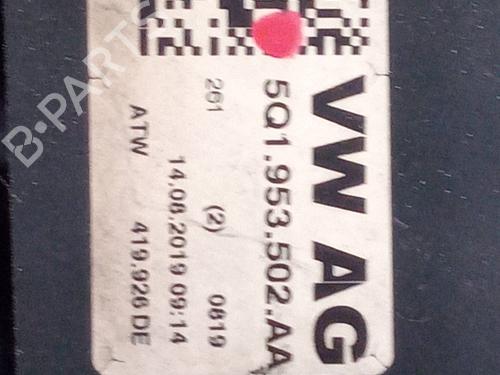 VW AG
5Q1.953.502.AA
261 (2) 0819
14.08.2019 09:14
ATW 419.926 DE
B-PARTS